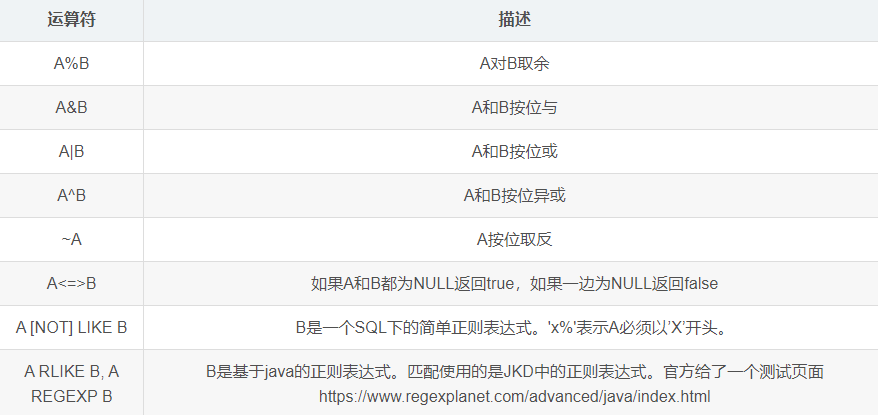 运算符 描述
A%B A对B取余
A&B A和B按位与
A|B A和B按位或
A^B A和B按位异或
~A A按位取反
A<=>B 如果A和B都为NULL返回true，如果一边为NULL返回false
A [NOT] LIKE B B是一个SQL下的简单正则表达式。'x%'表示A必须以’X’开头。
A RLIKE B, A B是基于java的正则表达式。匹配使用的是JKD中的正则表达式。官方给了一个测试页面
REGEXP B https://www.regexplanet.com/advanced/java/index.html